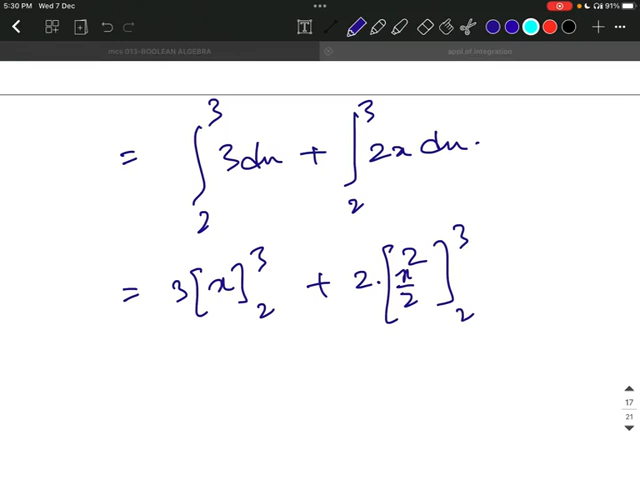 5:30 PM Wed 7 Dec
91%
mcs 013-BOOLEAN ALGEBRA
appl of integration
= ∫₂³ 3dx + ∫₂³ 2x dx.
= 3[x]₂³ + 2.[x²/2]₂³
17
21